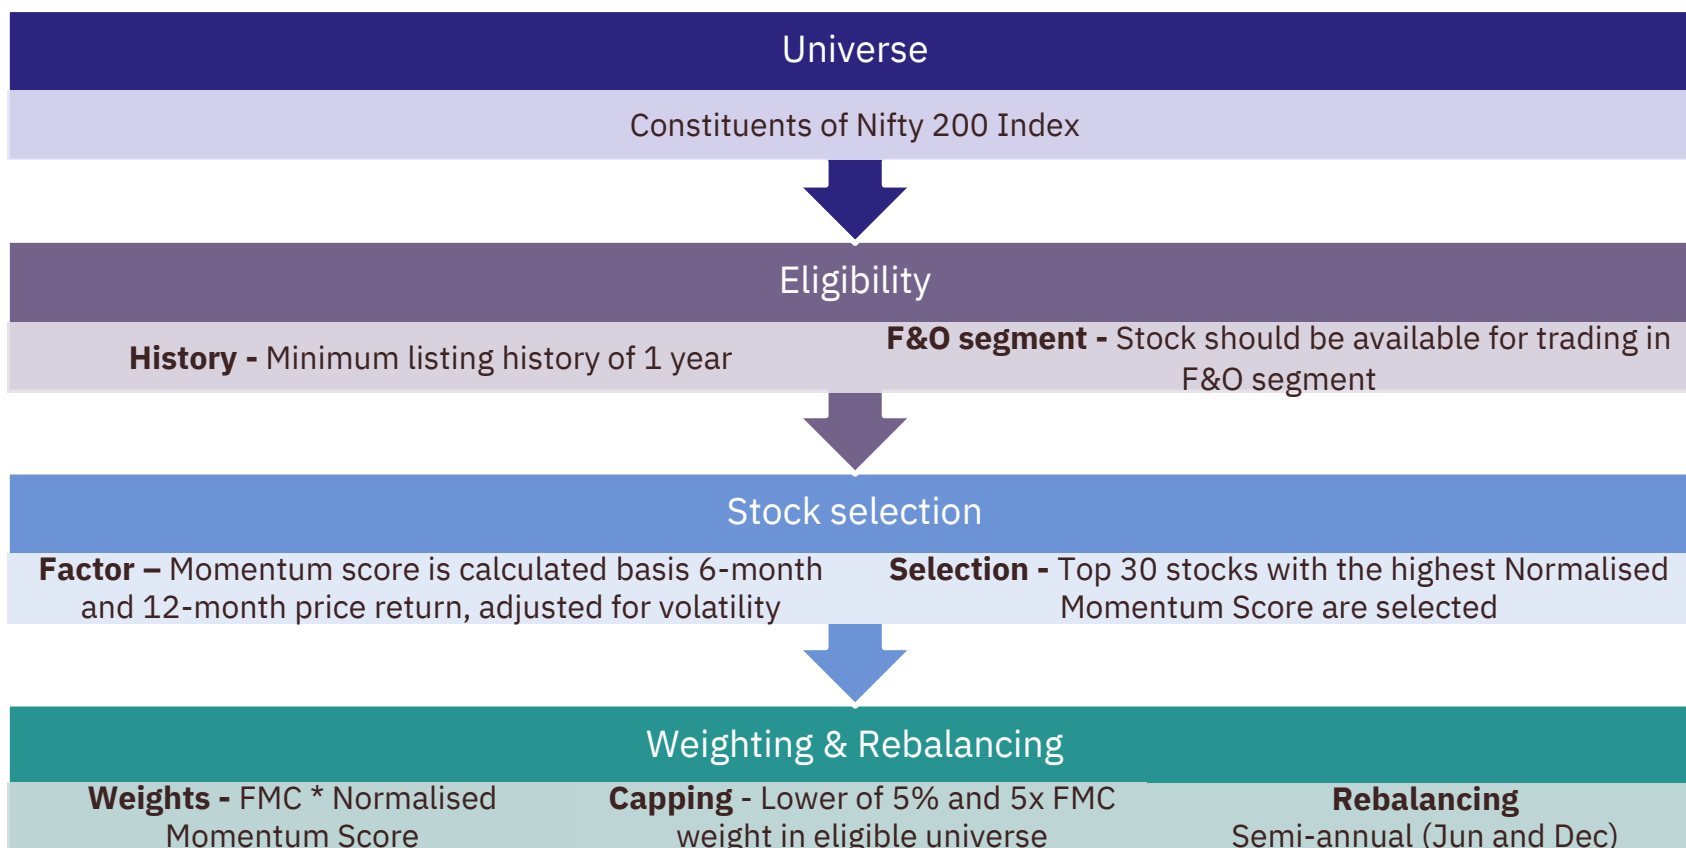 Universe
Constituents of Nifty 200 Index
Eligibility
History - Minimum listing history of 1 year
F&O segment - Stock should be available for trading in
F&O segment
Stock selection
Factor – Momentum score is calculated basis 6-month
and 12-month price return, adjusted for volatility
Selection - Top 30 stocks with the highest Normalised
Momentum Score are selected
Weighting & Rebalancing
Weights - FMC * Normalised
Momentum Score
Capping - Lower of 5% and 5x FMC
weight in eligible universe
Rebalancing
Semi-annual (Jun and Dec)